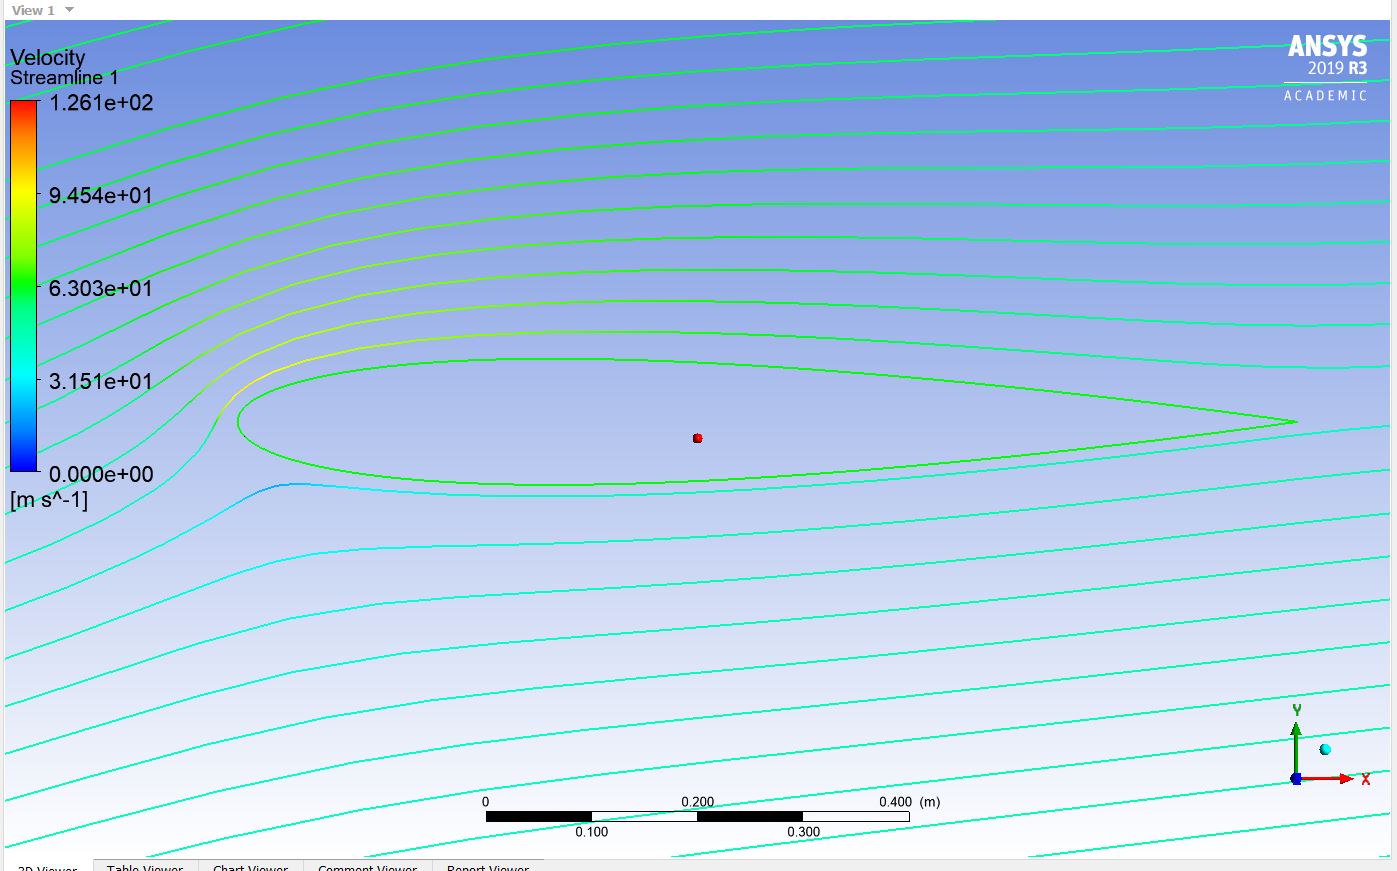 View 1
Velocity
Streamline 1
1.261e+02
9.454e+01
6.303e+01
3.151e+01
0.000e+00
[m s^-1]
ANSYS
2019 R3
ACADEMIC
Y
X
0 0.200 0.400 (m)
0.100 0.300
3D Viewer Table Viewer Chart Viewer Comment Viewer Report Viewer